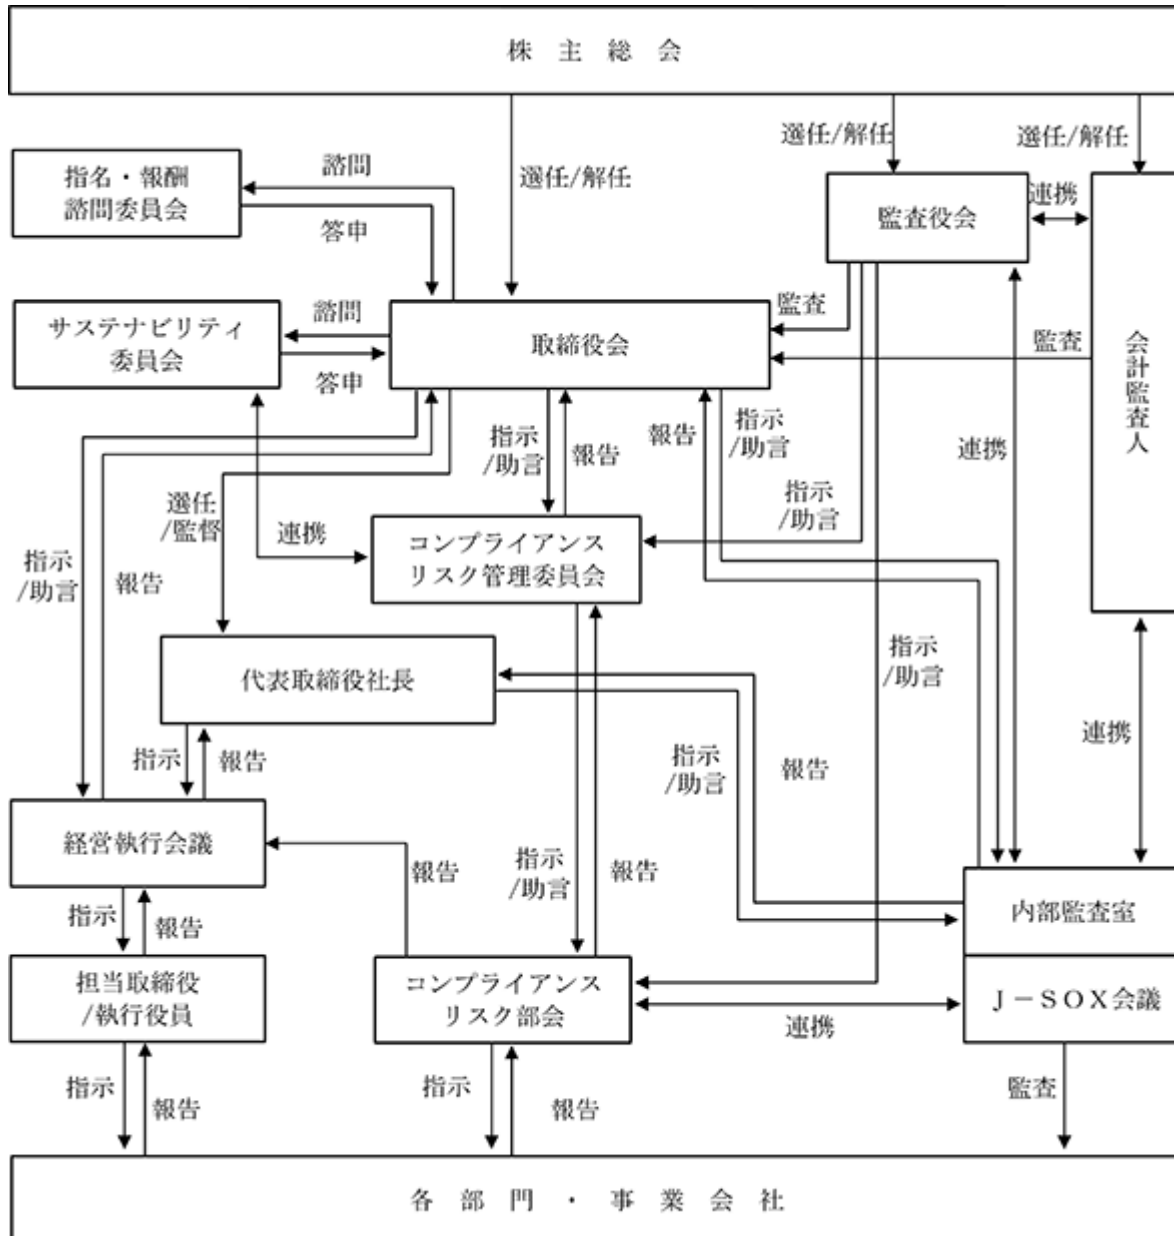 株主総会
選任/解任
選任/解任
選任/解任
指名・報酬
諮問委員会
諮問
答申
監査役会
連携
会計監査人
サステナビリティ
委員会
諮問
答申
取締役会
監査
監査
指示
/助言
報告
報告
指示
/助言
連携
選任
/監督
連携
コンプライアンス
リスク管理委員会
指示
/助言
指示
/助言
報告
代表取締役社長
指示
/助言
連携
指示
報告
指示
/助言
報告
経営執行会議
報告
指示
/助言
報告
内部監査室
指示
報告
担当取締役
/執行役員
コンプライアンス
リスク部会
連携
J-SOX会議
指示
報告
指示
報告
監査
各部門・事業会社